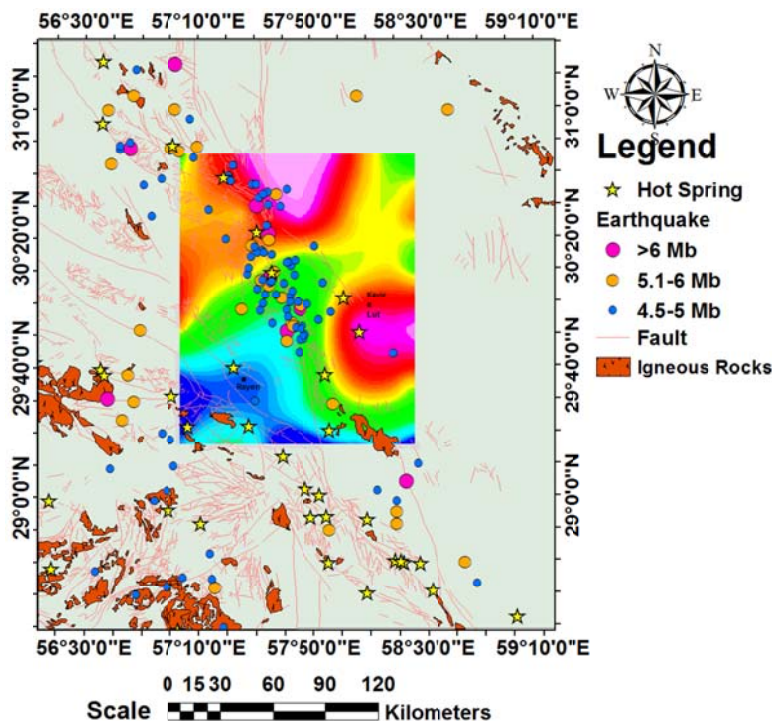 56°30'0"E 57°10'0"E 57°50'0"E 58°30'0"E 59°10'0"E
31°0'0"N
30°20'0"N
29°40'0"N
29°0'0"N
31°0'0"N
30°20'0"N
29°40'0"N
29°0'0"N
56°30'0"E 57°10'0"E 57°50'0"E 58°30'0"E 59°10'0"E
Rayen
Lut
N
W E
S
Legend
Hot Spring
Earthquake
>6 Mb
5.1-6 Mb
4.5-5 Mb
Fault
Igneous Rocks
0 15 30 60 90 120
Scale Kilometers